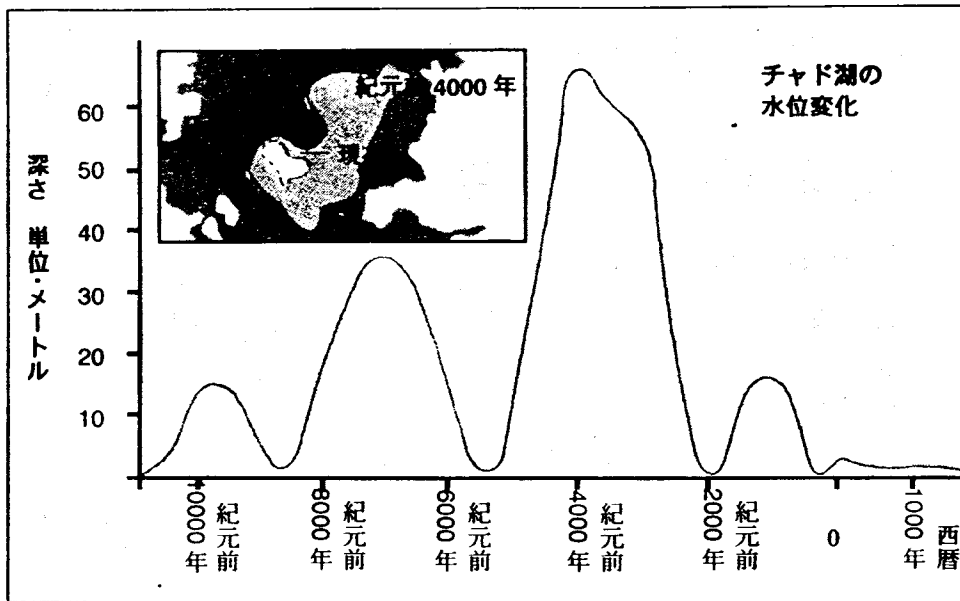 チャド湖の
水位変化
紀元前 4000 年
現
深さ 単位・メートル
60
50
40
30
20
10
紀元前
10000 年
紀元前
8000 年
紀元前
6000 年
紀元前
4000 年
紀元前
2000 年
0
西暦
1000 年